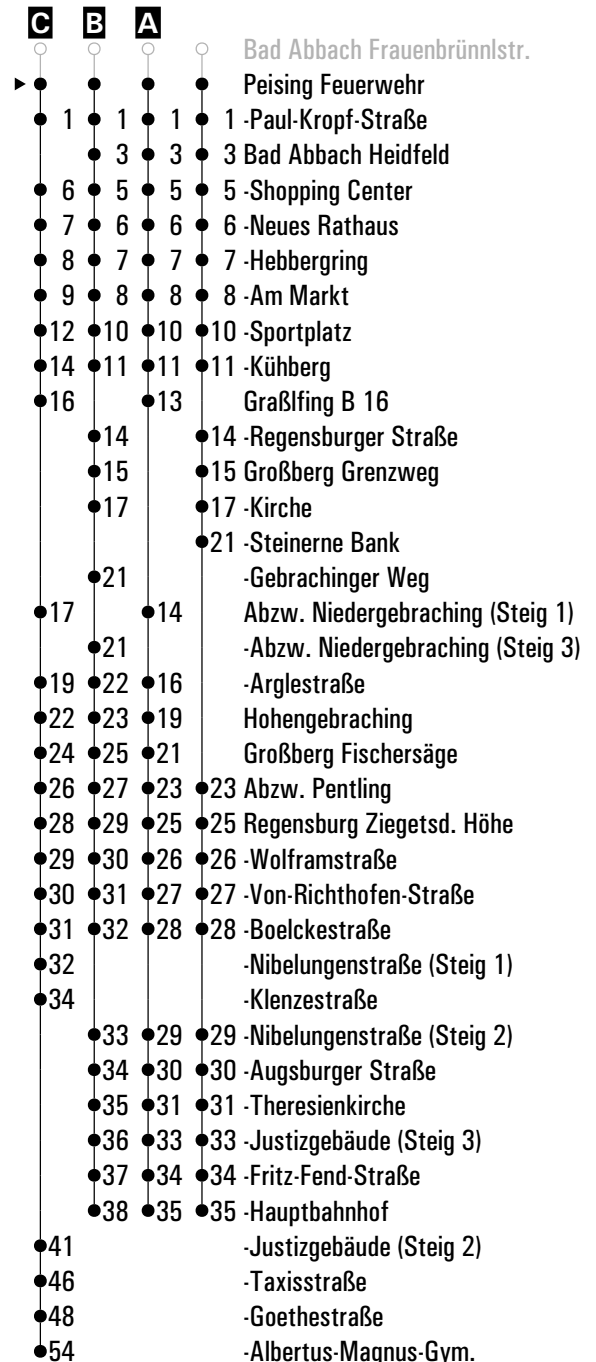 C B A
Bad Abbach Frauenbrünnlstr.
Peising Feuerwehr
1 1 1 1 -Paul-Kropf-Straße
3 3 3 Bad Abbach Heidfeld
6 5 5 5 -Shopping Center
7 6 6 6 -Neues Rathaus
8 7 7 7 -Hebbergring
9 8 8 8 -Am Markt
12 10 10 10 -Sportplatz
14 11 11 11 -Kühberg
16 13 Graßlfing B 16
14 14 -Regensburger Straße
15 15 Großberg Grenzweg
17 17 -Kirche
21 -Steinerne Bank
21 -Gebrachinger Weg
17 14 Abzw. Niedergebraching (Steig 1)
21 -Abzw. Niedergebraching (Steig 3)
19 22 16 -Arglestraße
22 23 19 Hohengebraching
24 25 21 Großberg Fischersäge
26 27 23 23 Abzw. Pentling
28 29 25 25 Regensburg Ziegetsd. Höhe
29 30 26 26 -Wolframstraße
30 31 27 27 -Von-Richthofen-Straße
31 32 28 28 -Boelckestraße
32 -Nibelungenstraße (Steig 1)
34 -Klenzestraße
33 29 29 -Nibelungenstraße (Steig 2)
34 30 30 -Augsburger Straße
35 31 31 -Theresienkirche
36 33 33 -Justizgebäude (Steig 3)
37 34 34 -Fritz-Fend-Straße
38 35 35 -Hauptbahnhof
41 -Justizgebäude (Steig 2)
46 -Taxisstraße
48 -Goethestraße
54 -Albertus-Magnus-Gym.